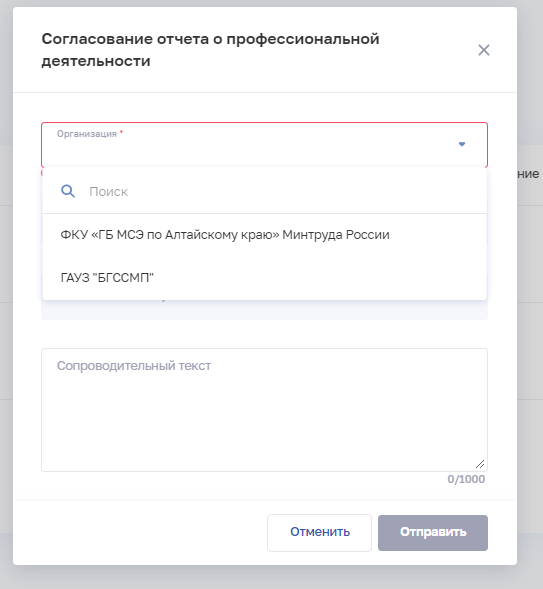 Согласование отчета о профессиональной
деятельности
Организация *
ние
Поиск
ФКУ «ГБ МСЭ по Алтайскому краю» Минтруда России
ГАУЗ "БГССМП"
Сопроводительный текст
0/1000
Отменить
Отправить